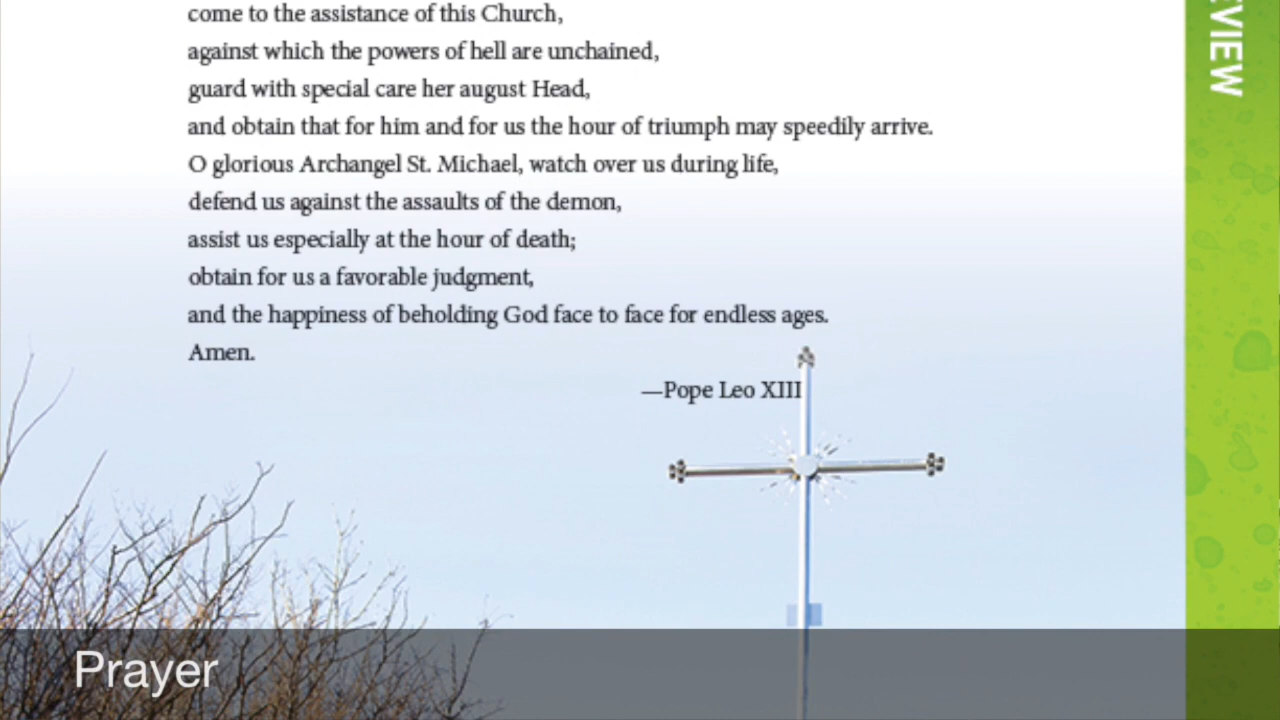 come to the assistance of this Church,
against which the powers of hell are unchained,
guard with special care her august Head,
and obtain that for him and for us the hour of triumph may speedily arrive.
O glorious Archangel St. Michael, watch over us during life,
defend us against the assaults of the demon,
assist us especially at the hour of death;
obtain for us a favorable judgment,
and the happiness of beholding God face to face for endless ages.
Amen.
—Pope Leo XIII
Prayer